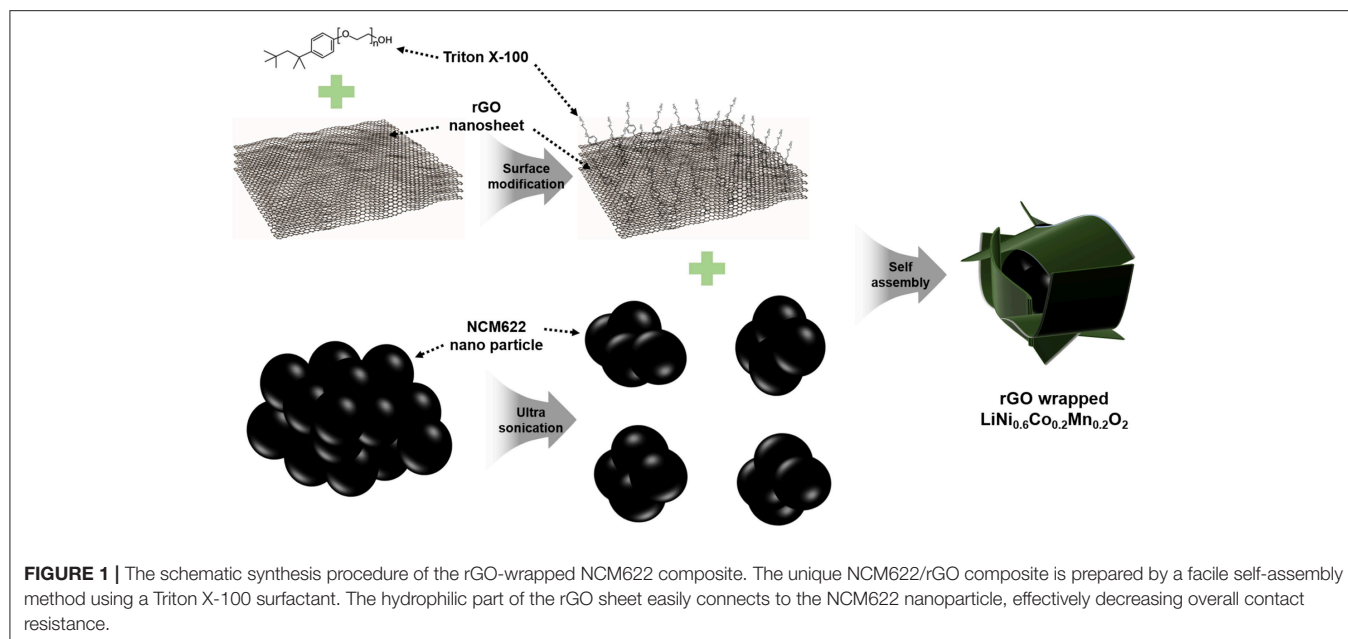 O
OH
n
Triton X-100
rGO
nanosheet
Surface
modification
Self
assembly
NCM622
nano particle
Ultra
sonication
rGO wrapped
LiNi₀.₆Co₀.₂Mn₀.₂O₂
FIGURE 1 | The schematic synthesis procedure of the rGO-wrapped NCM622 composite. The unique NCM622/rGO composite is prepared by a facile self-assembly
method using a Triton X-100 surfactant. The hydrophilic part of the rGO sheet easily connects to the NCM622 nanoparticle, effectively decreasing overall contact
resistance.